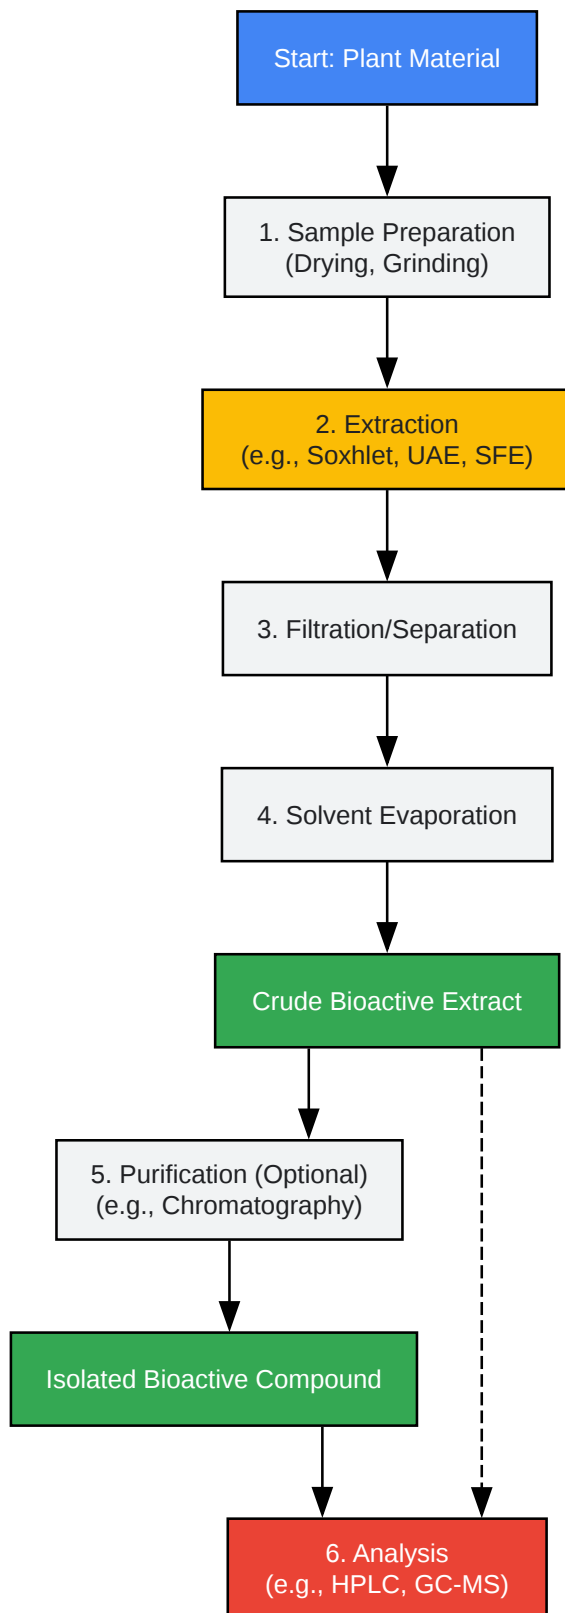 Start: Plant Material
1. Sample Preparation
(Drying, Grinding)
2. Extraction
(e.g., Soxhlet, UAE, SFE)
3. Filtration/Separation
4. Solvent Evaporation
Crude Bioactive Extract
5. Purification (Optional)
(e.g., Chromatography)
Isolated Bioactive Compound
6. Analysis
(e.g., HPLC, GC-MS)